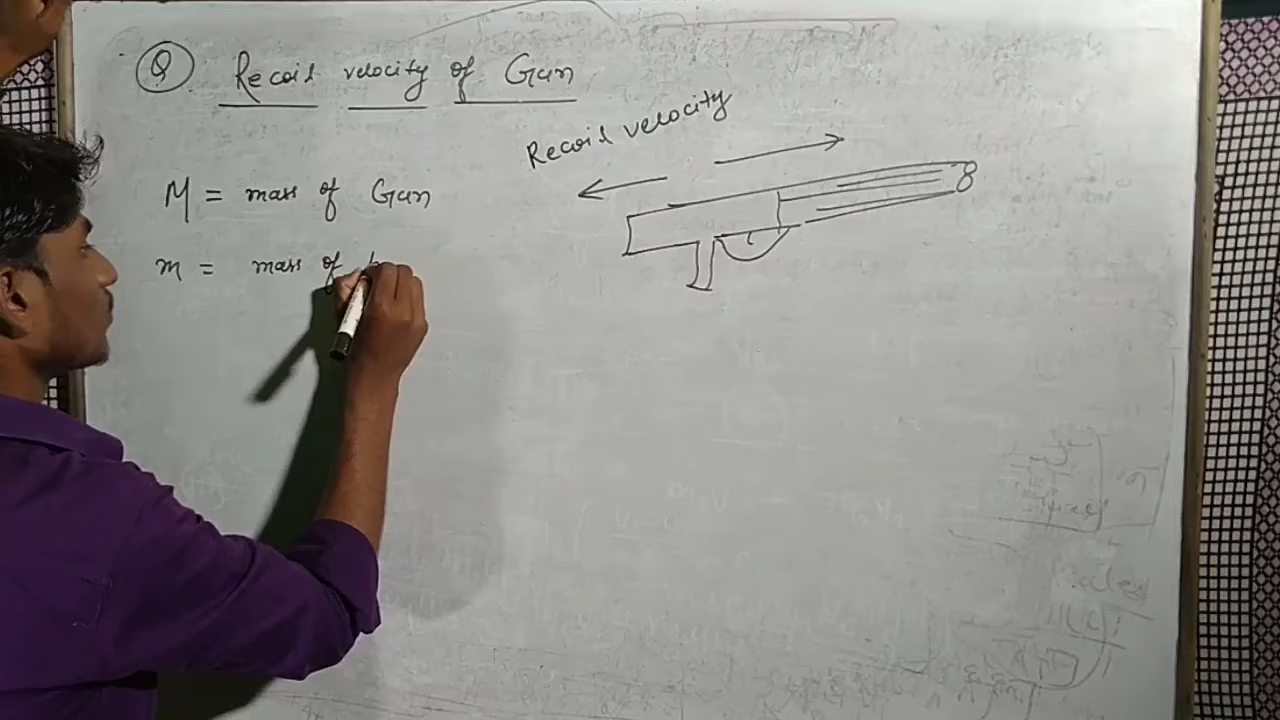 Q Recoil velocity of Gun
Recoil velocity
M = mass of Gun
m = mass of b